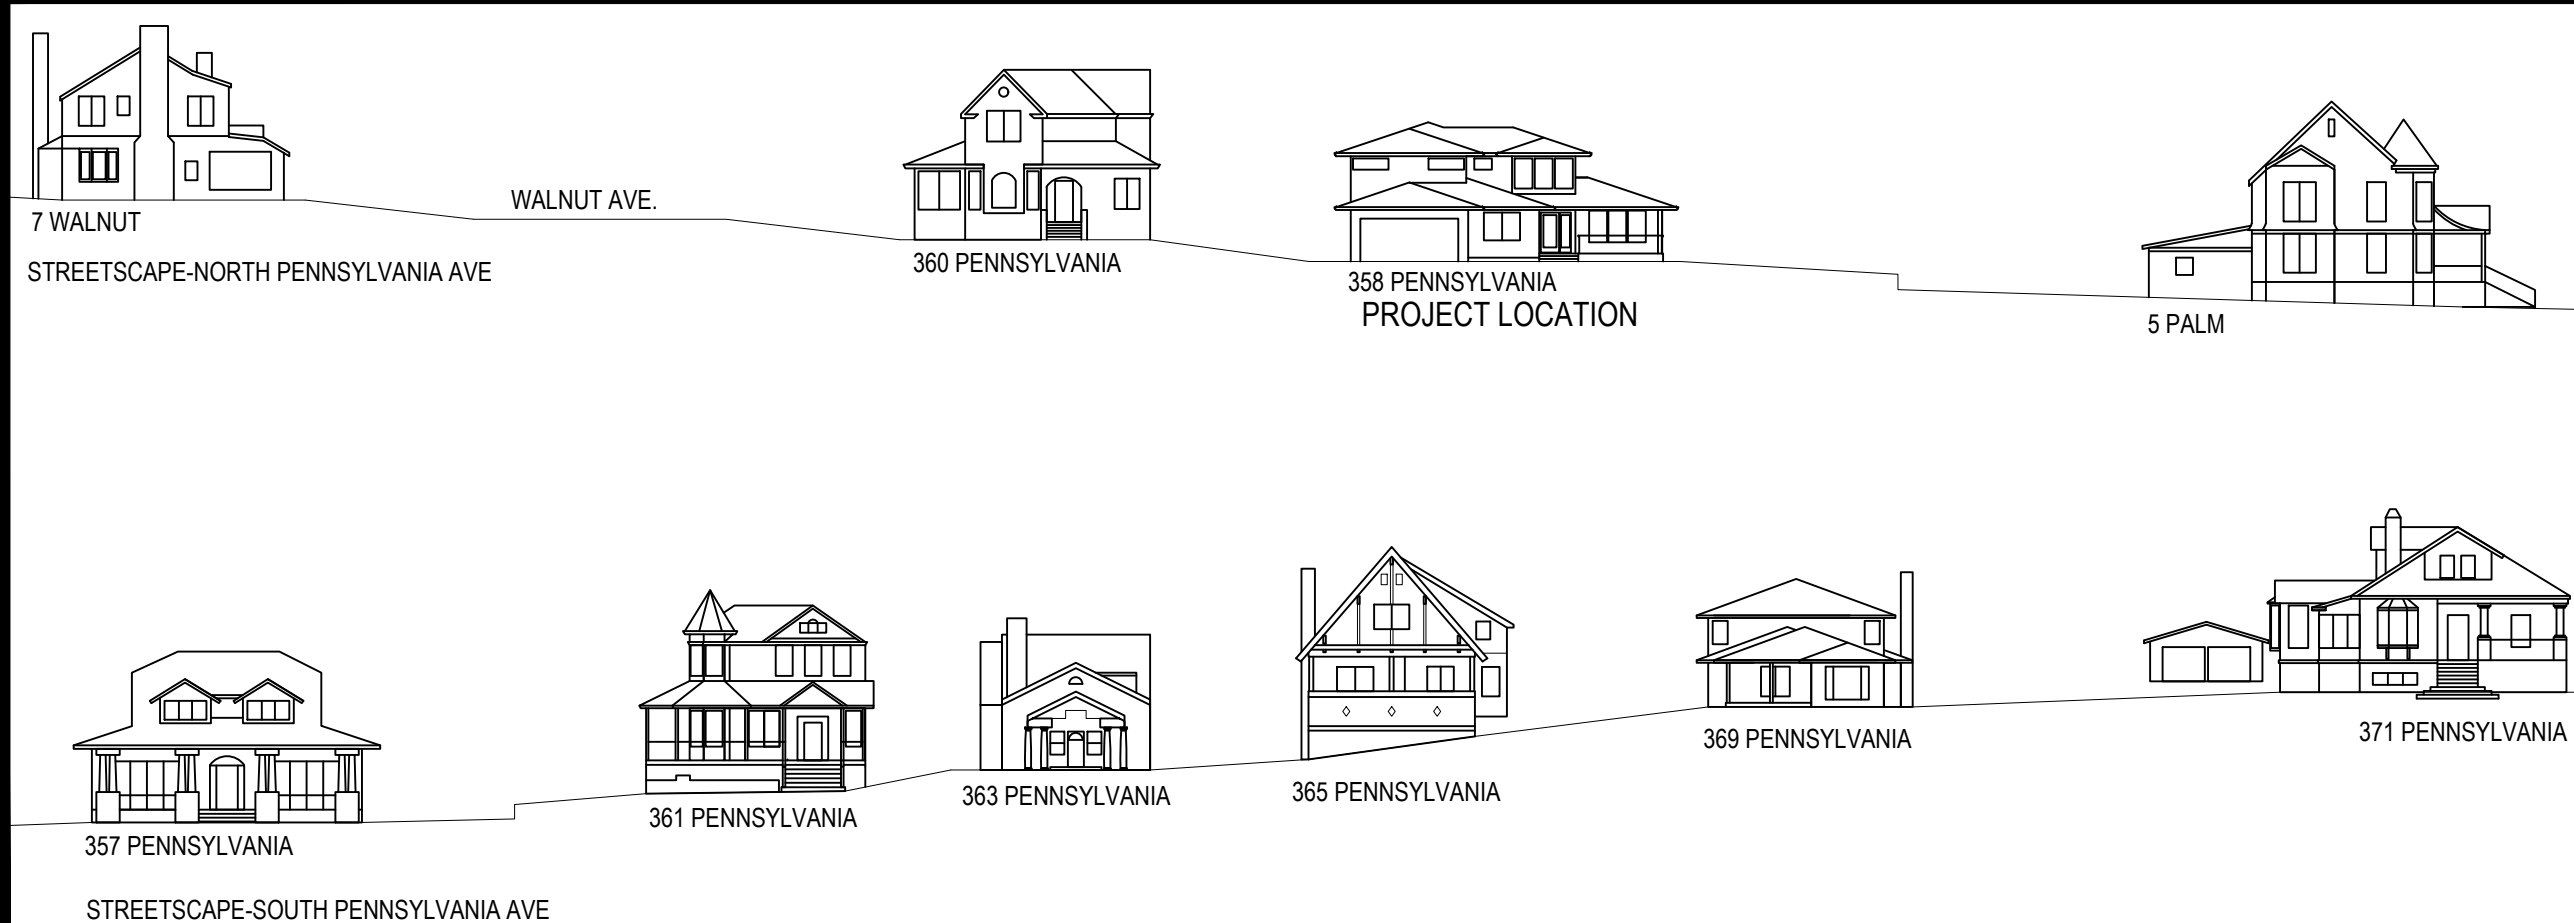 WALNUT AVE.
7 WALNUT
360 PENNSYLVANIA
STREETSCAPE-NORTH PENNSYLVANIA AVE
358 PENNSYLVANIA
PROJECT LOCATION
5 PALM
371 PENNSYLVANIA
369 PENNSYLVANIA
365 PENNSYLVANIA
363 PENNSYLVANIA
361 PENNSYLVANIA
357 PENNSYLVANIA
STREETSCAPE-SOUTH PENNSYLVANIA AVE